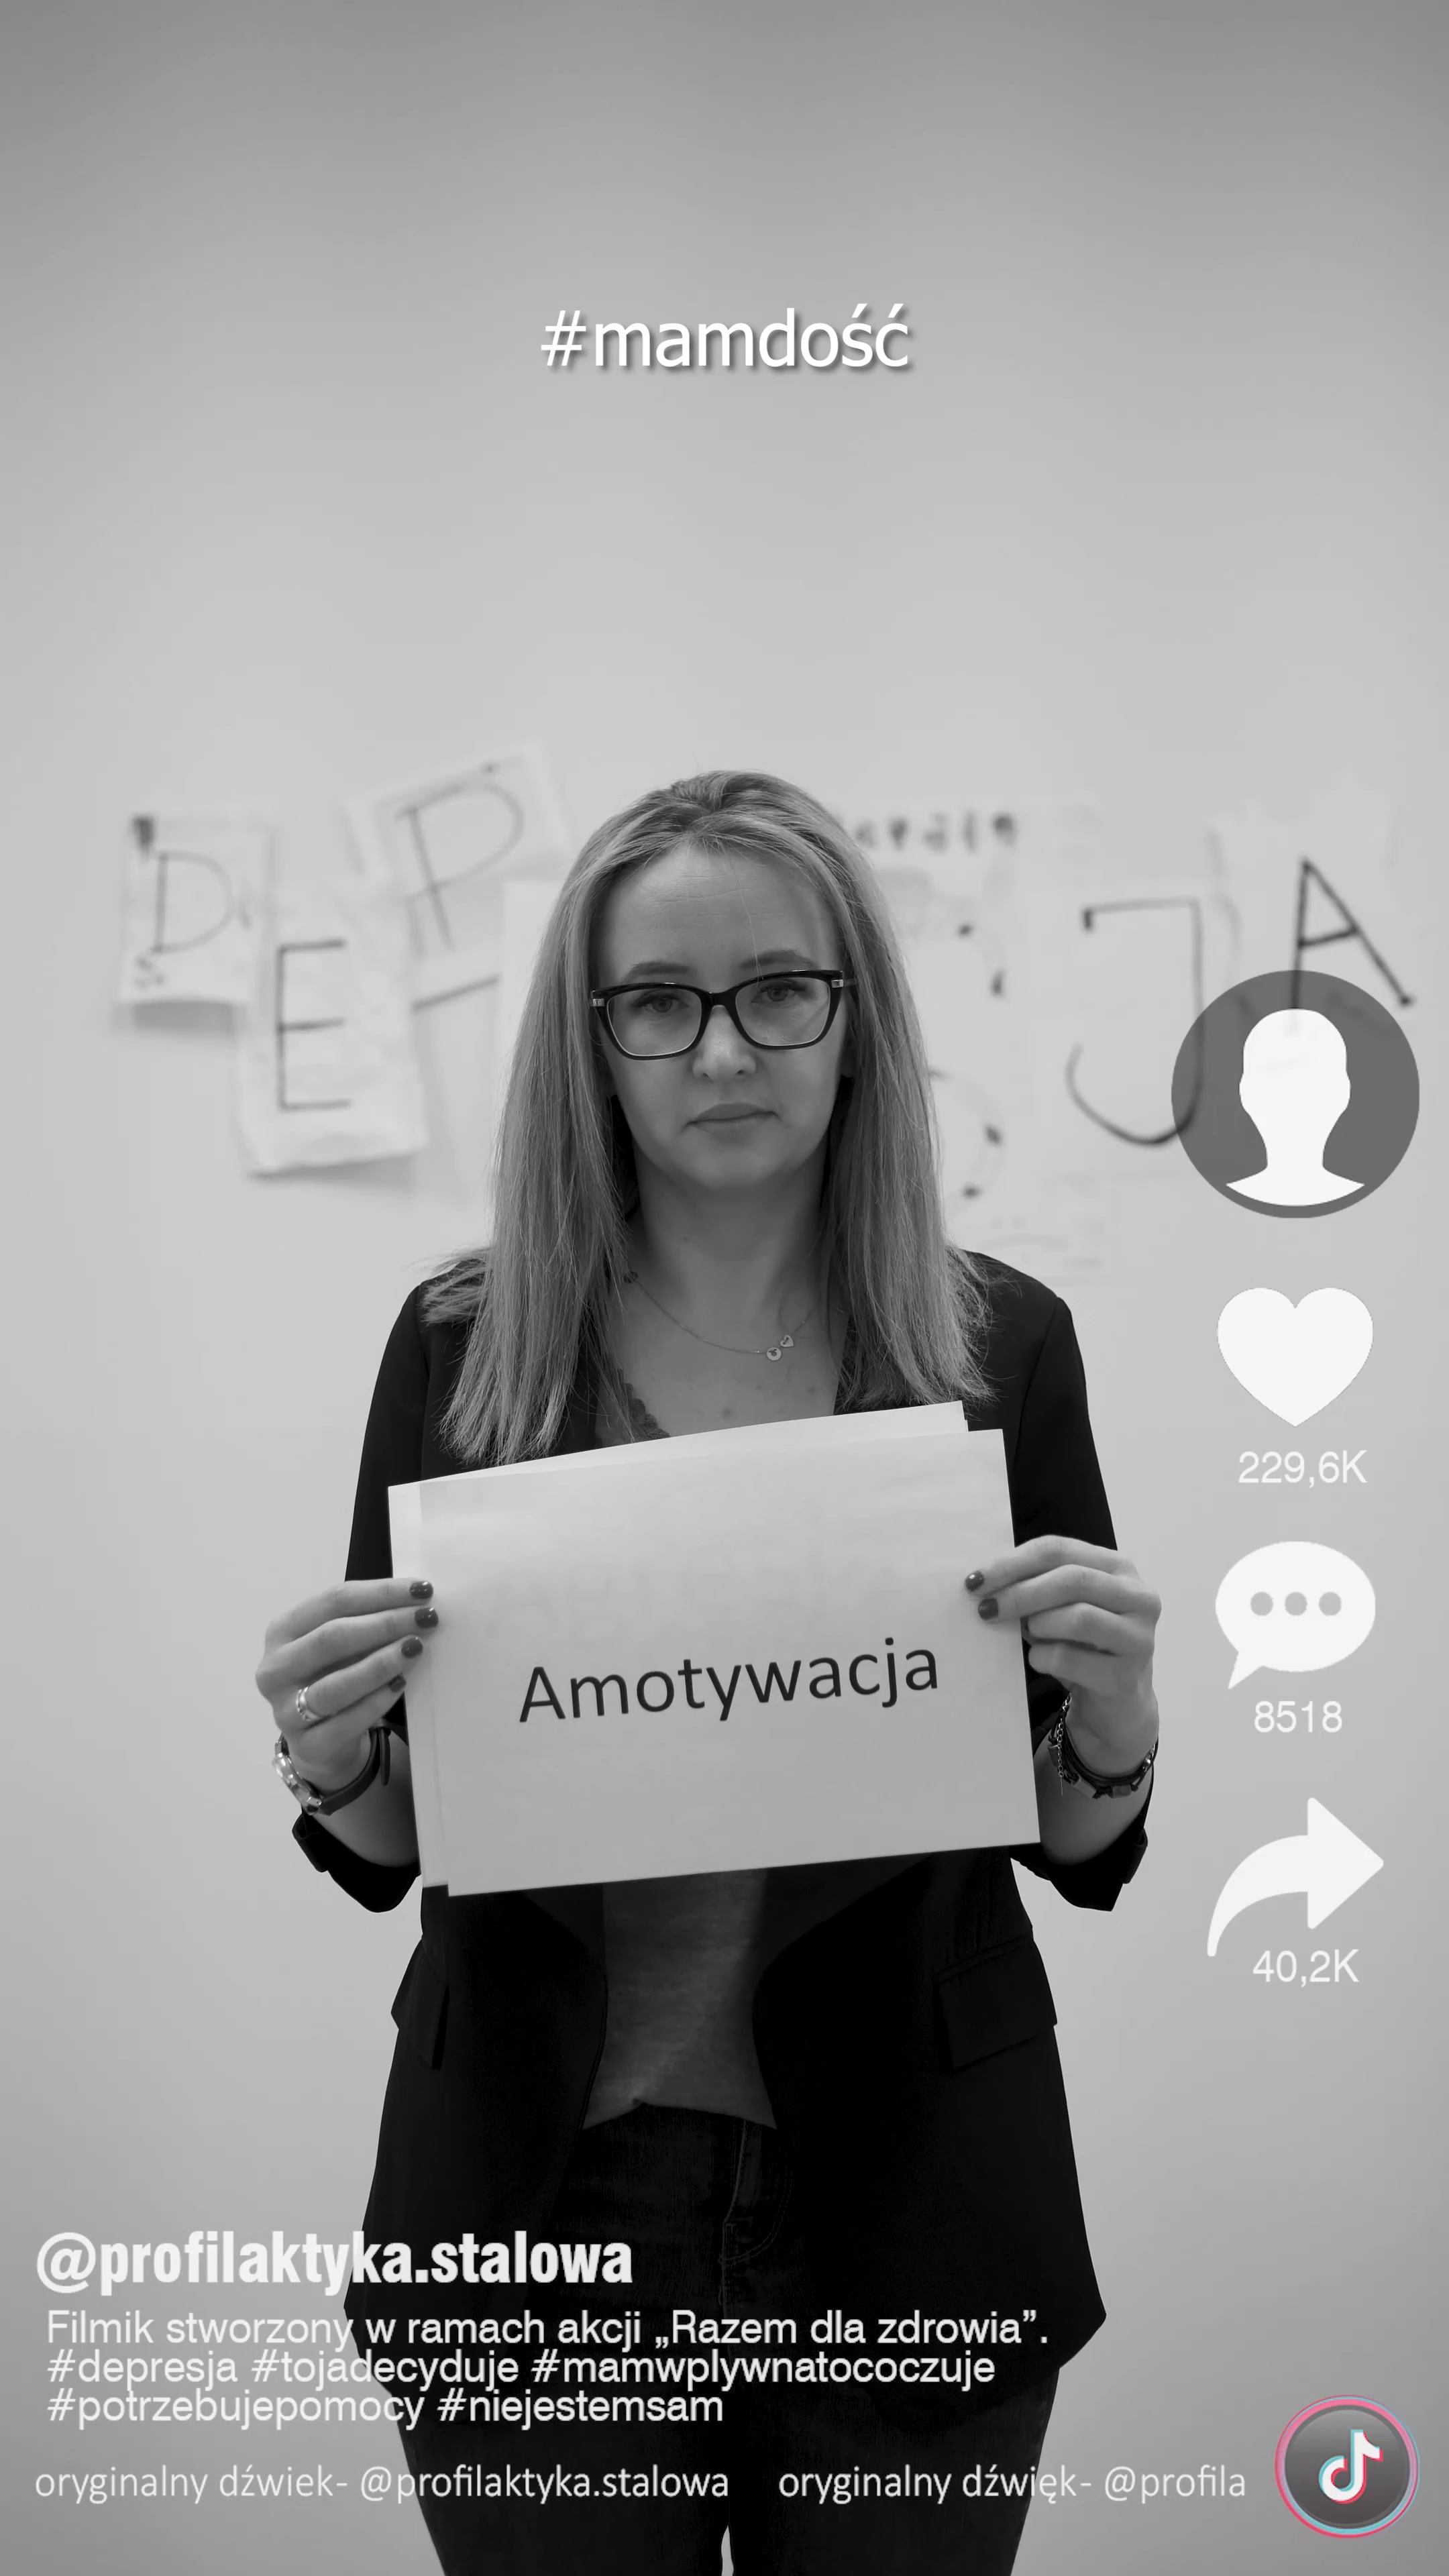 #mamdość
D
E
P
J
A
Amotywacja
229,6K
8518
40,2K
@profilaktyka.stalowa
Filmik stworzony w ramach akcji „Razem dla zdrowia”.
#depresja #tojadecyduje #mamwplywnatococzuje
#potrzebujepomocy #niejestemsam
oryginalny dźwiek- @profilaktyka.stalowa oryginalny dźwięk- @profila